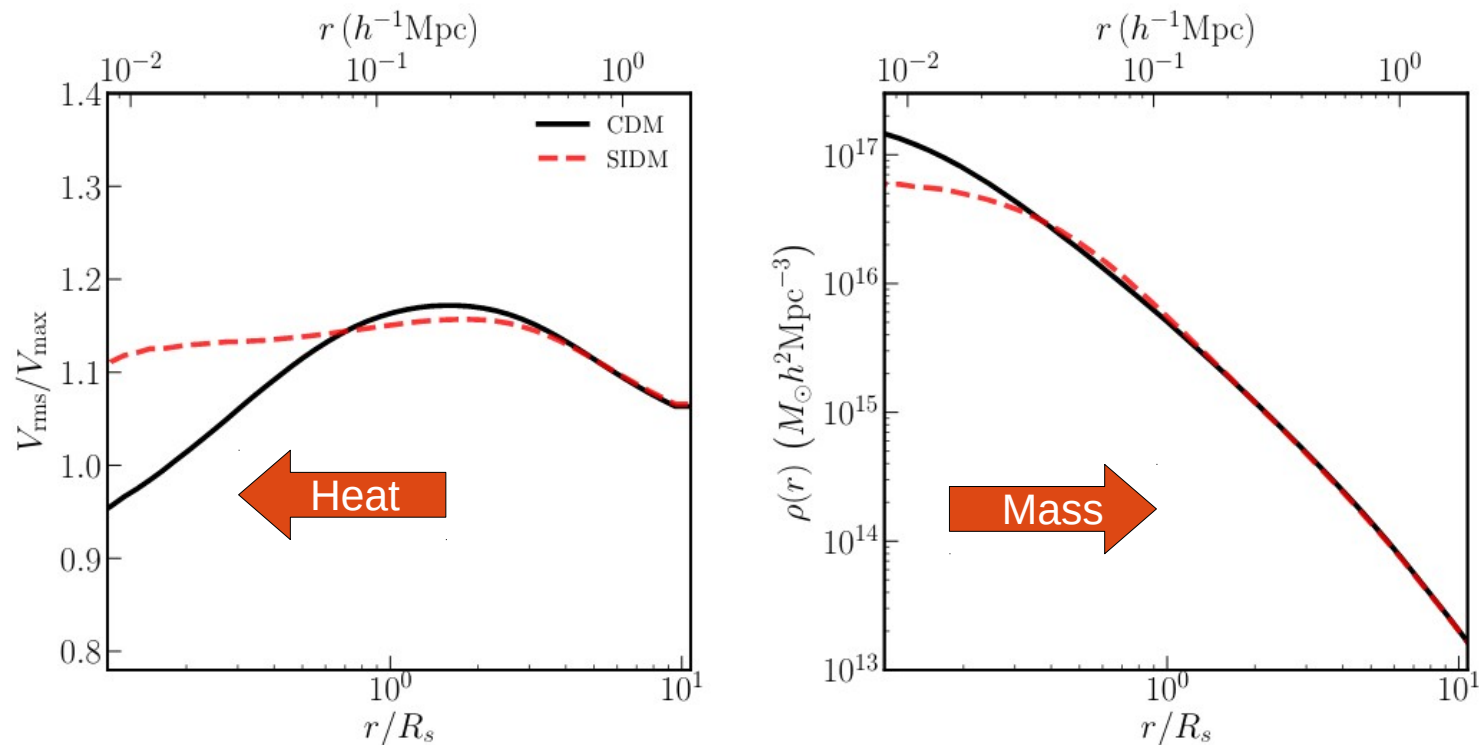 r (h⁻¹Mpc)
10⁻² 10⁻¹ 10⁰
1.4
1.3
1.2
1.1
1.0
0.9
0.8
V_rms/V_max
CDM
SIDM
Heat
10⁰ 10¹
r/R_s
r (h⁻¹Mpc)
10⁻² 10⁻¹ 10⁰
10¹⁷
10¹⁶
10¹⁵
10¹⁴
10¹³
ρ(r) (M_⊙h²Mpc⁻³)
Mass
10⁰ 10¹
r/R_s